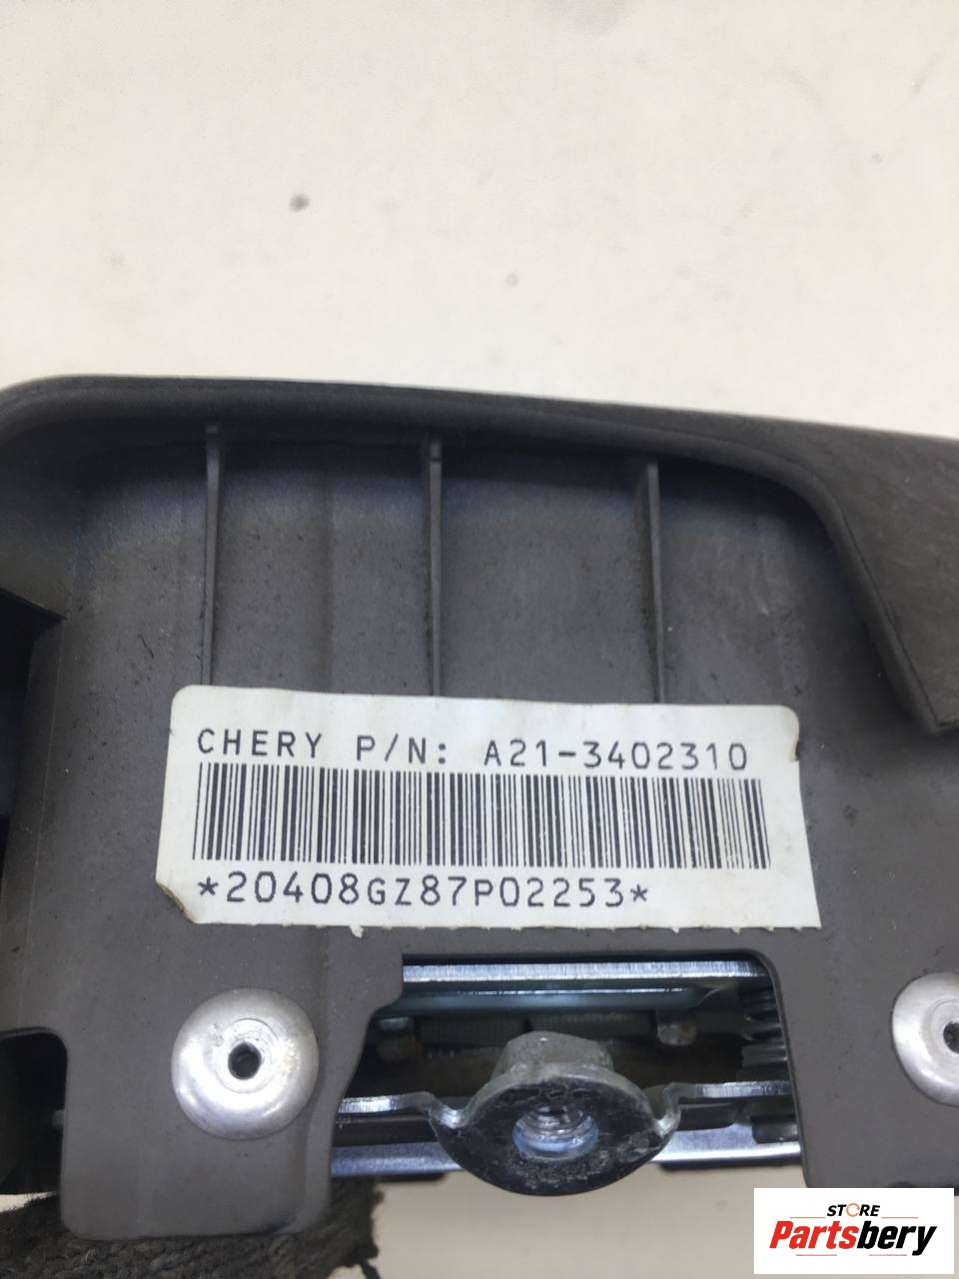 CHERY P/N: A21-3402310
*20408GZ87P02253*
STORE
Partsbery